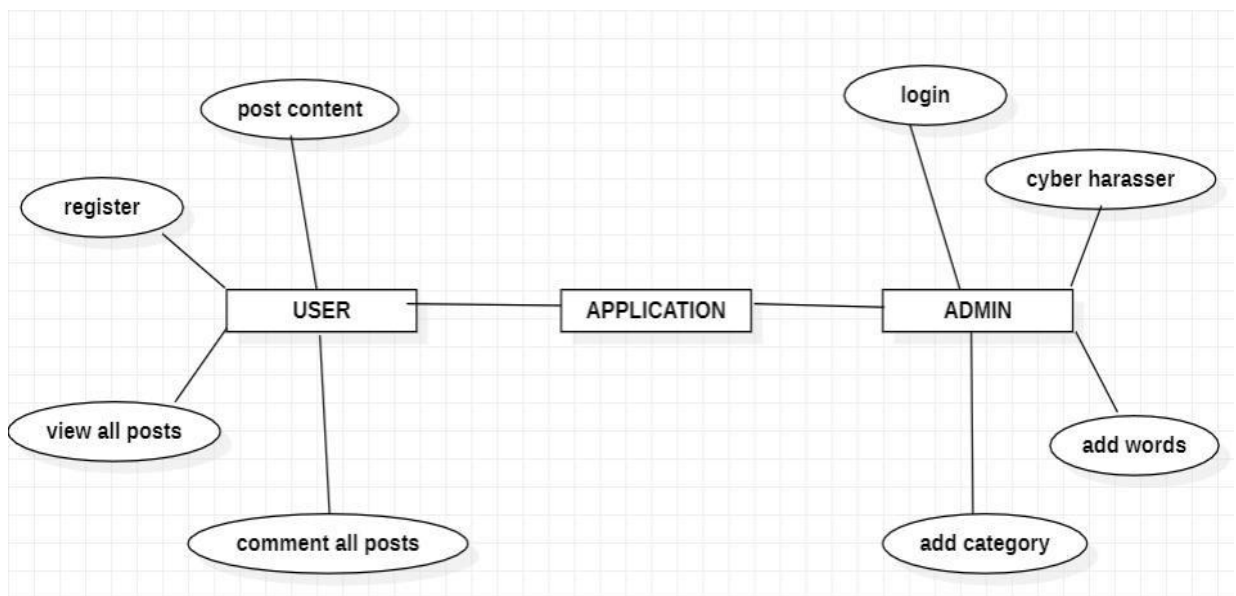 login
post content
cyber harasser
register
USER
APPLICATION
ADMIN
view all posts
add words
comment all posts
add category